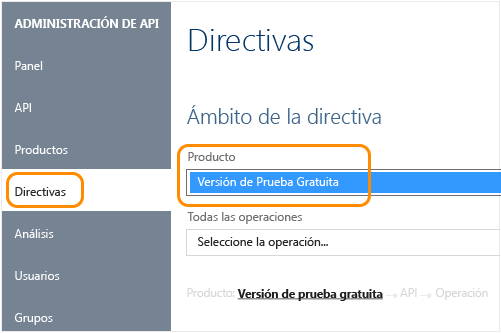 ADMINISTRACIÓN DE API
Panel
API
Productos
Directivas
Análisis
Usuarios
Grupos
Directivas
Ámbito de la directiva
Producto
Versión de Prueba Gratuita
Todas las operaciones
Seleccione la operación...
Producto: Versión de prueba gratuita → API → Operación